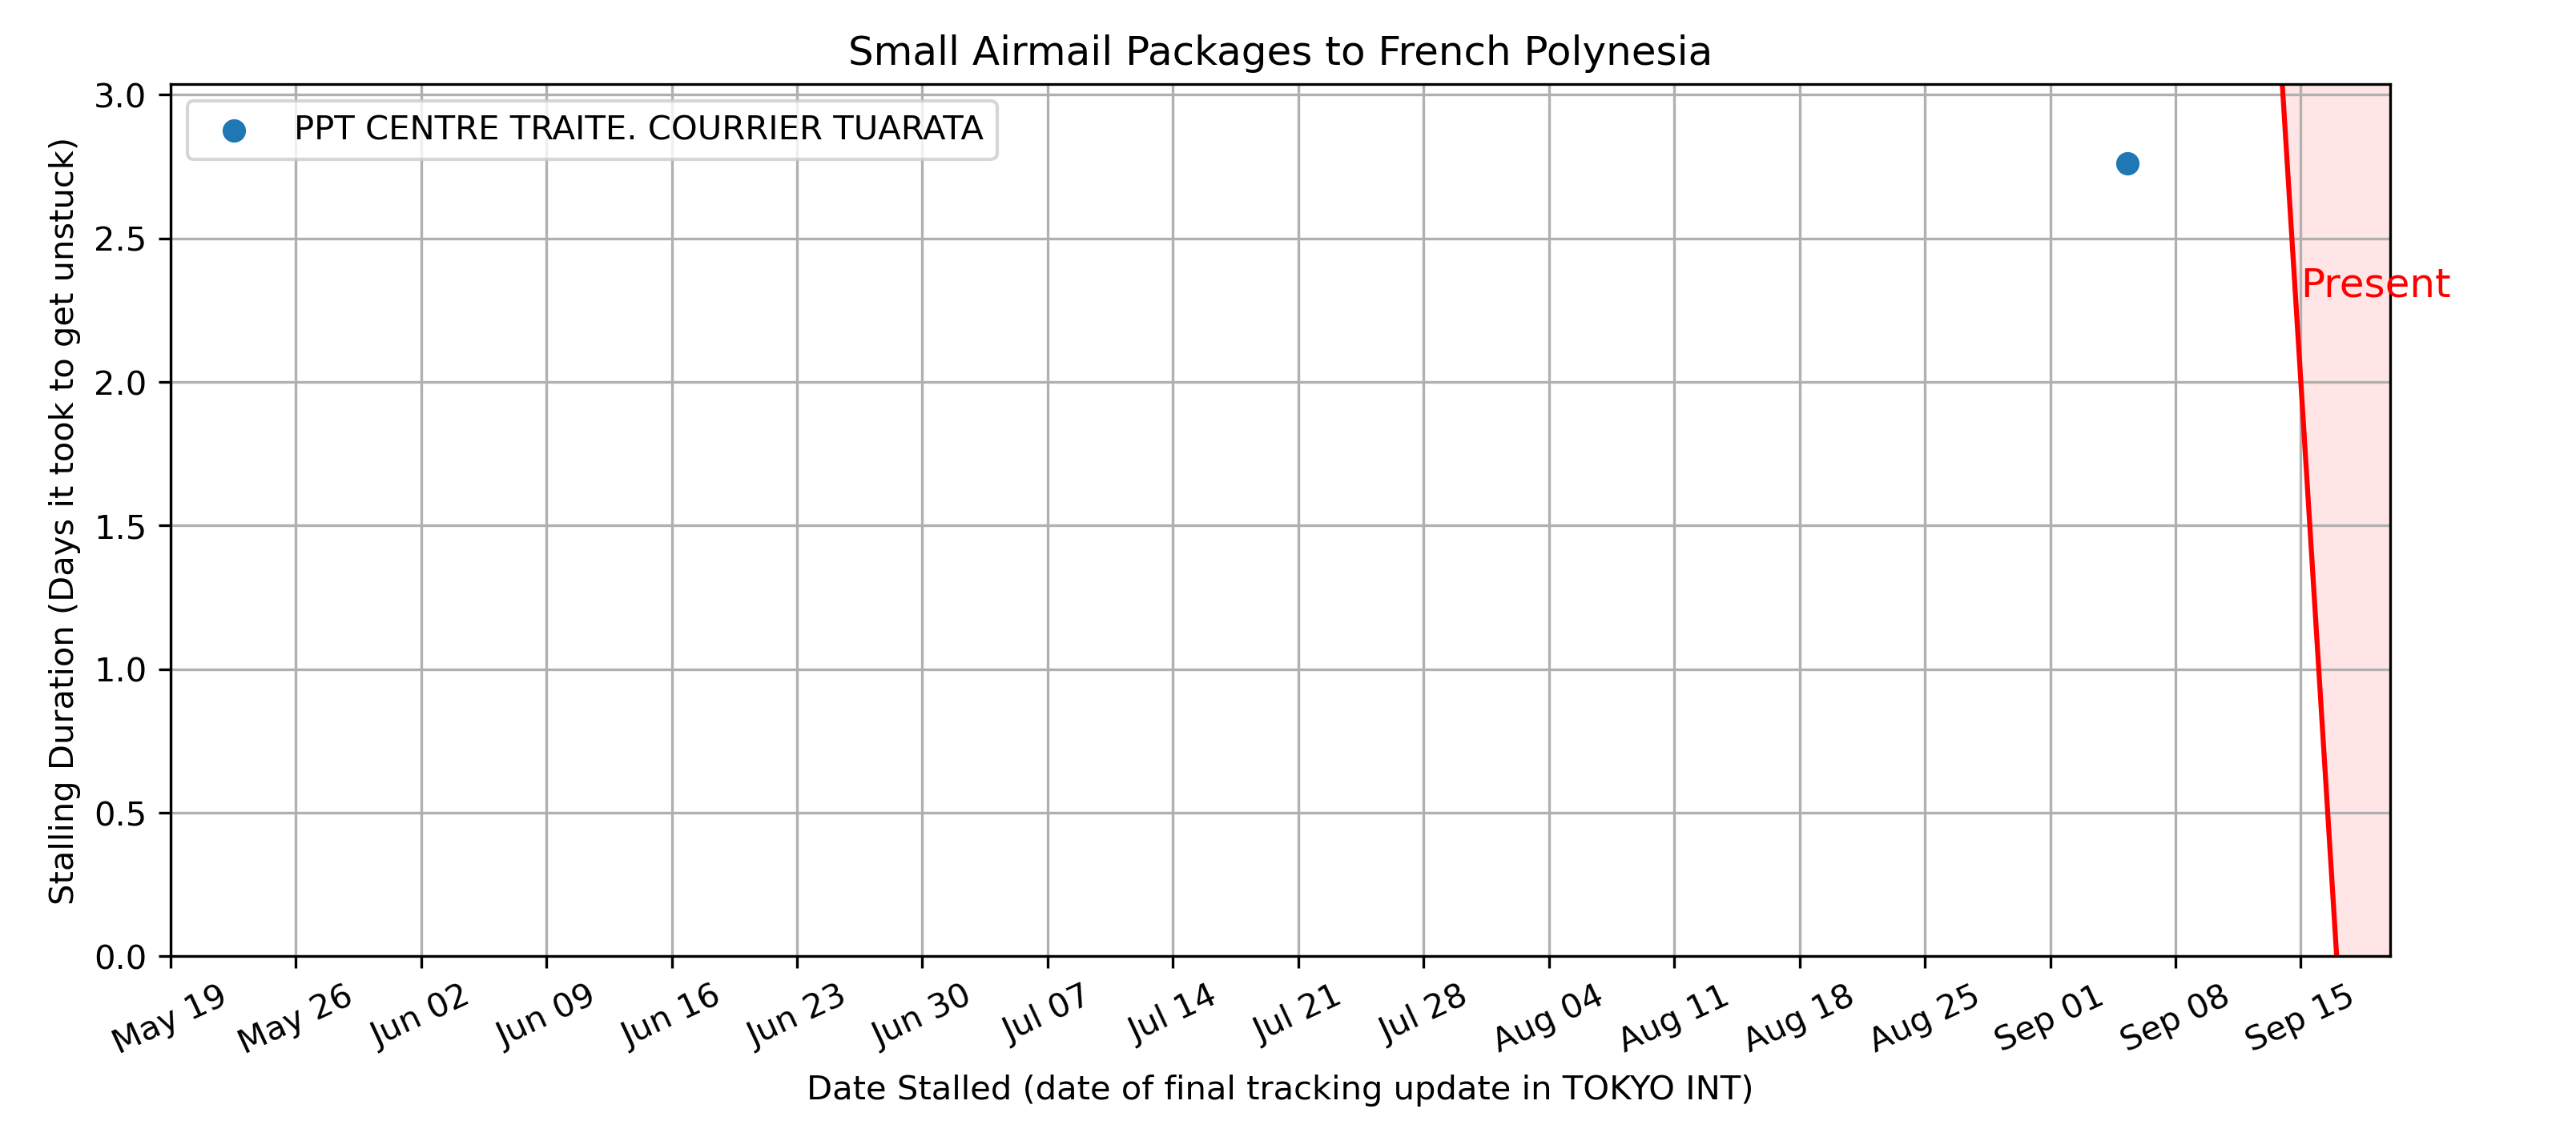 Small Airmail Packages to French Polynesia
PPT CENTRE TRAITE. COURRIER TUARATA
Present
Stalling Duration (Days it took to get unstuck)
3.0
2.5
2.0
1.5
1.0
0.5
0.0
May 19
May 26
Jun 02
Jun 09
Jun 16
Jun 23
Jun 30
Jul 07
Jul 14
Jul 21
Jul 28
Aug 04
Aug 11
Aug 18
Aug 25
Sep 01
Sep 08
Sep 15
Date Stalled (date of final tracking update in TOKYO INT)